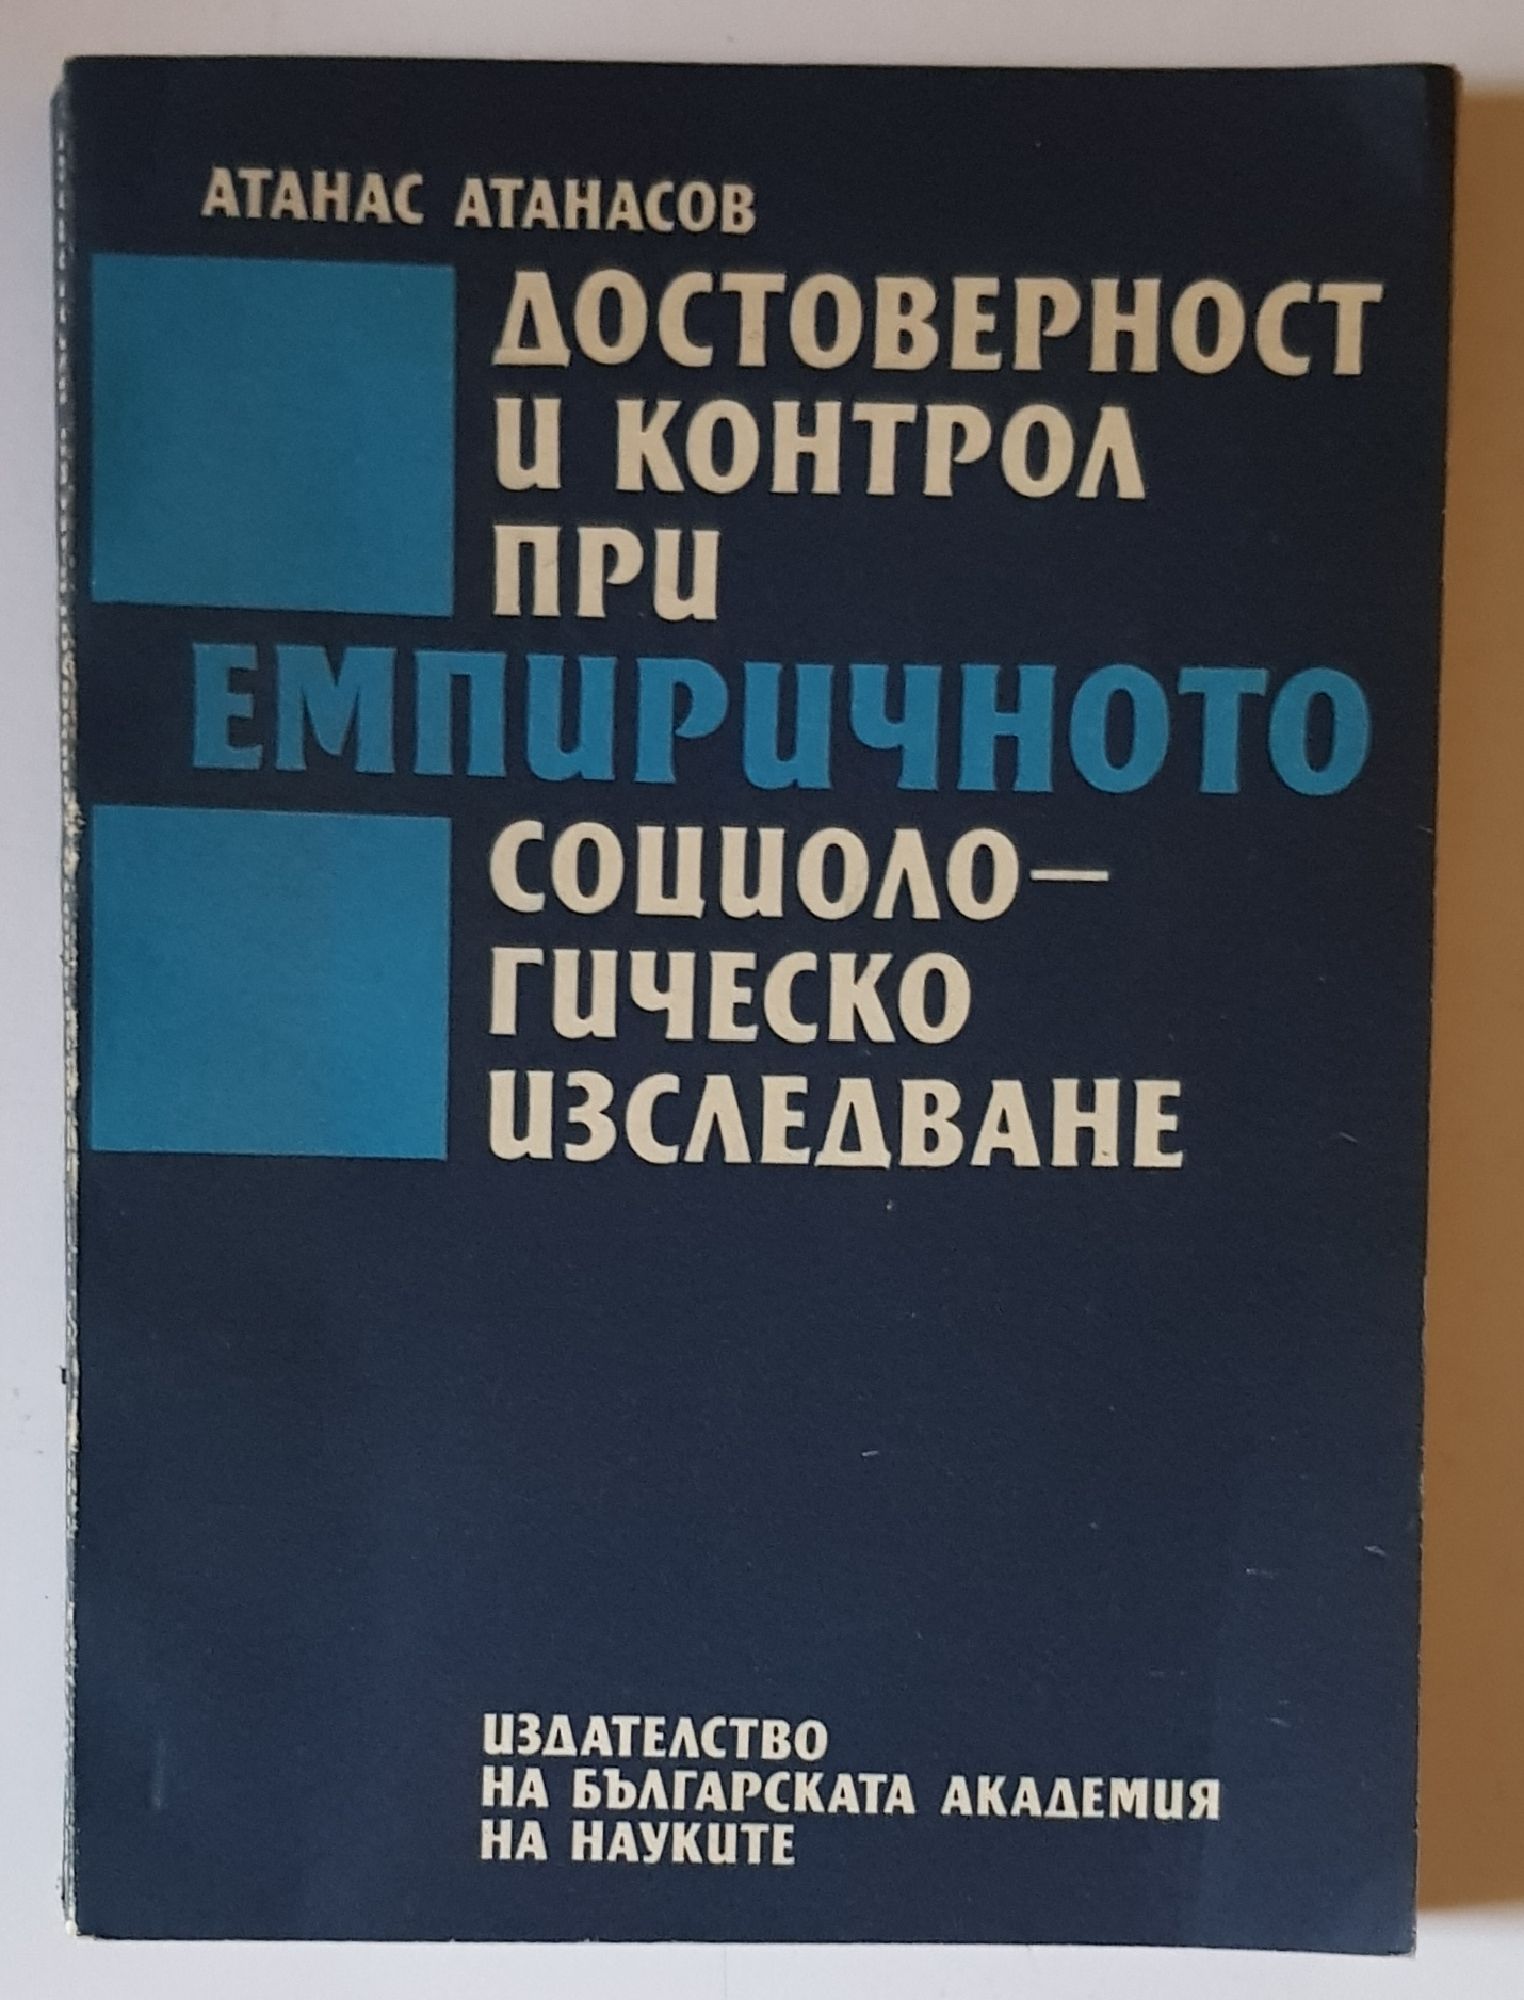 АТАНАС АТАНАСОВ
ДОСТОВЕРНОСТ
И КОНТРОЛ
ПРИ
ЕМПИРИЧНОТО
СОЦИОЛО-
ГИЧЕСКО
ИЗСЛЕДВАНЕ
ИЗДАТЕЛСТВО
НА БЪЛГАРСКАТА АКАДЕМИЯ
НА НАУКИТЕ